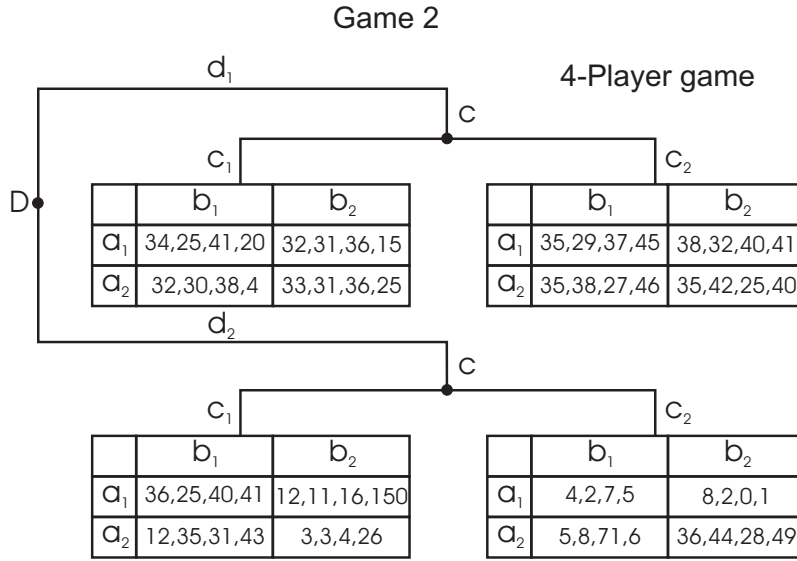 Game 2
d₁
4-Player game
C
C₁ C₂
b₁ b₂ b₁ b₂
a₁ 34,25,41,20 32,31,36,15 a₁ 35,29,37,45 38,32,40,41
D
a₂ 32,30,38,4 33,31,36,25 a₂ 35,38,27,46 35,42,25,40
d₂
C
C₁ C₂
b₁ b₂ b₁ b₂
a₁ 36,25,40,41 12,11,16,150 a₁ 4,2,7,5 8,2,0,1
a₂ 12,35,31,43 3,3,4,26 a₂ 5,8,71,6 36,44,28,49